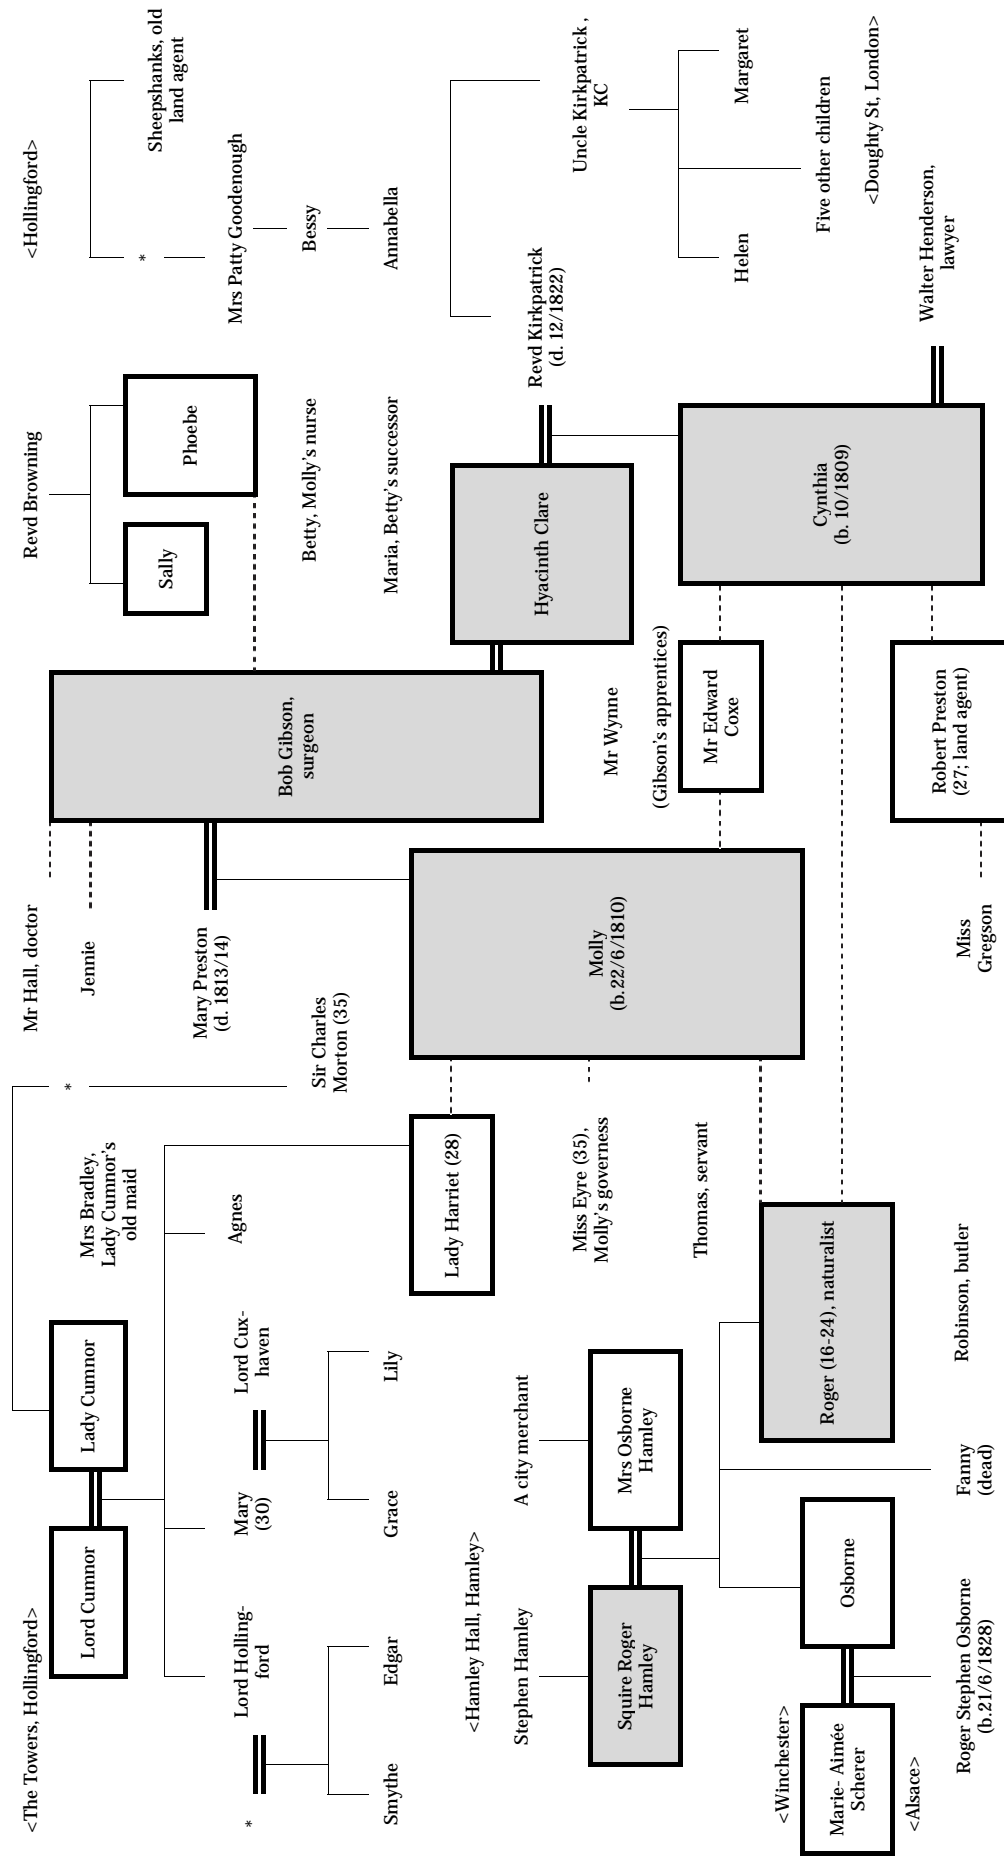 <The Towers, Hollingford>
Lord Cumnor
Lady Cumnor
Mrs Bradley,
Lady Cumnor's
old maid
*
Sir Charles
Morton (35)
*
Lord Holling-
ford
Mary
(30)
Lord Cux-
haven
Agnes
Lady Harriet (28)
Smythe
Edgar
Grace
Lily
Mr Hall, doctor
Jennie
Mary Preston
(d. 1813/14)
Bob Gibson,
surgeon
Revd Browning
Sally
Phoebe
Betty, Molly's nurse
Maria, Betty's successor
<Hollingford>
*
Sheepshanks, old
land agent
Mrs Patty Goodenough
Bessy
Annabella
<Hamley Hall, Hamley>
Stephen Hamley
A city merchant
Squire Roger
Hamley
Mrs Osborne
Hamley
Miss Eyre (35),
Molly's governess
Thomas, servant
Molly
(b.22/6/1810)
Hyacinth Clare
Revd Kirkpatrick
(d. 12/1822)
Uncle Kirkpatrick ,
KC
Mr Wynne
(Gibson's apprentices)
Mr Edward
Coxe
Cynthia
(b. 10/1809)
Helen
Margaret
Five other children
<Doughty St, London>
Walter Henderson,
lawyer
<Winchester>
Marie- Aimée
Scherer
<Alsace>
Osborne
Roger (16-24), naturalist
Roger Stephen Osborne
(b.21/6/1828)
Fanny
(dead)
Robinson, butler
Miss
Gregson
Robert Preston
(27; land agent)